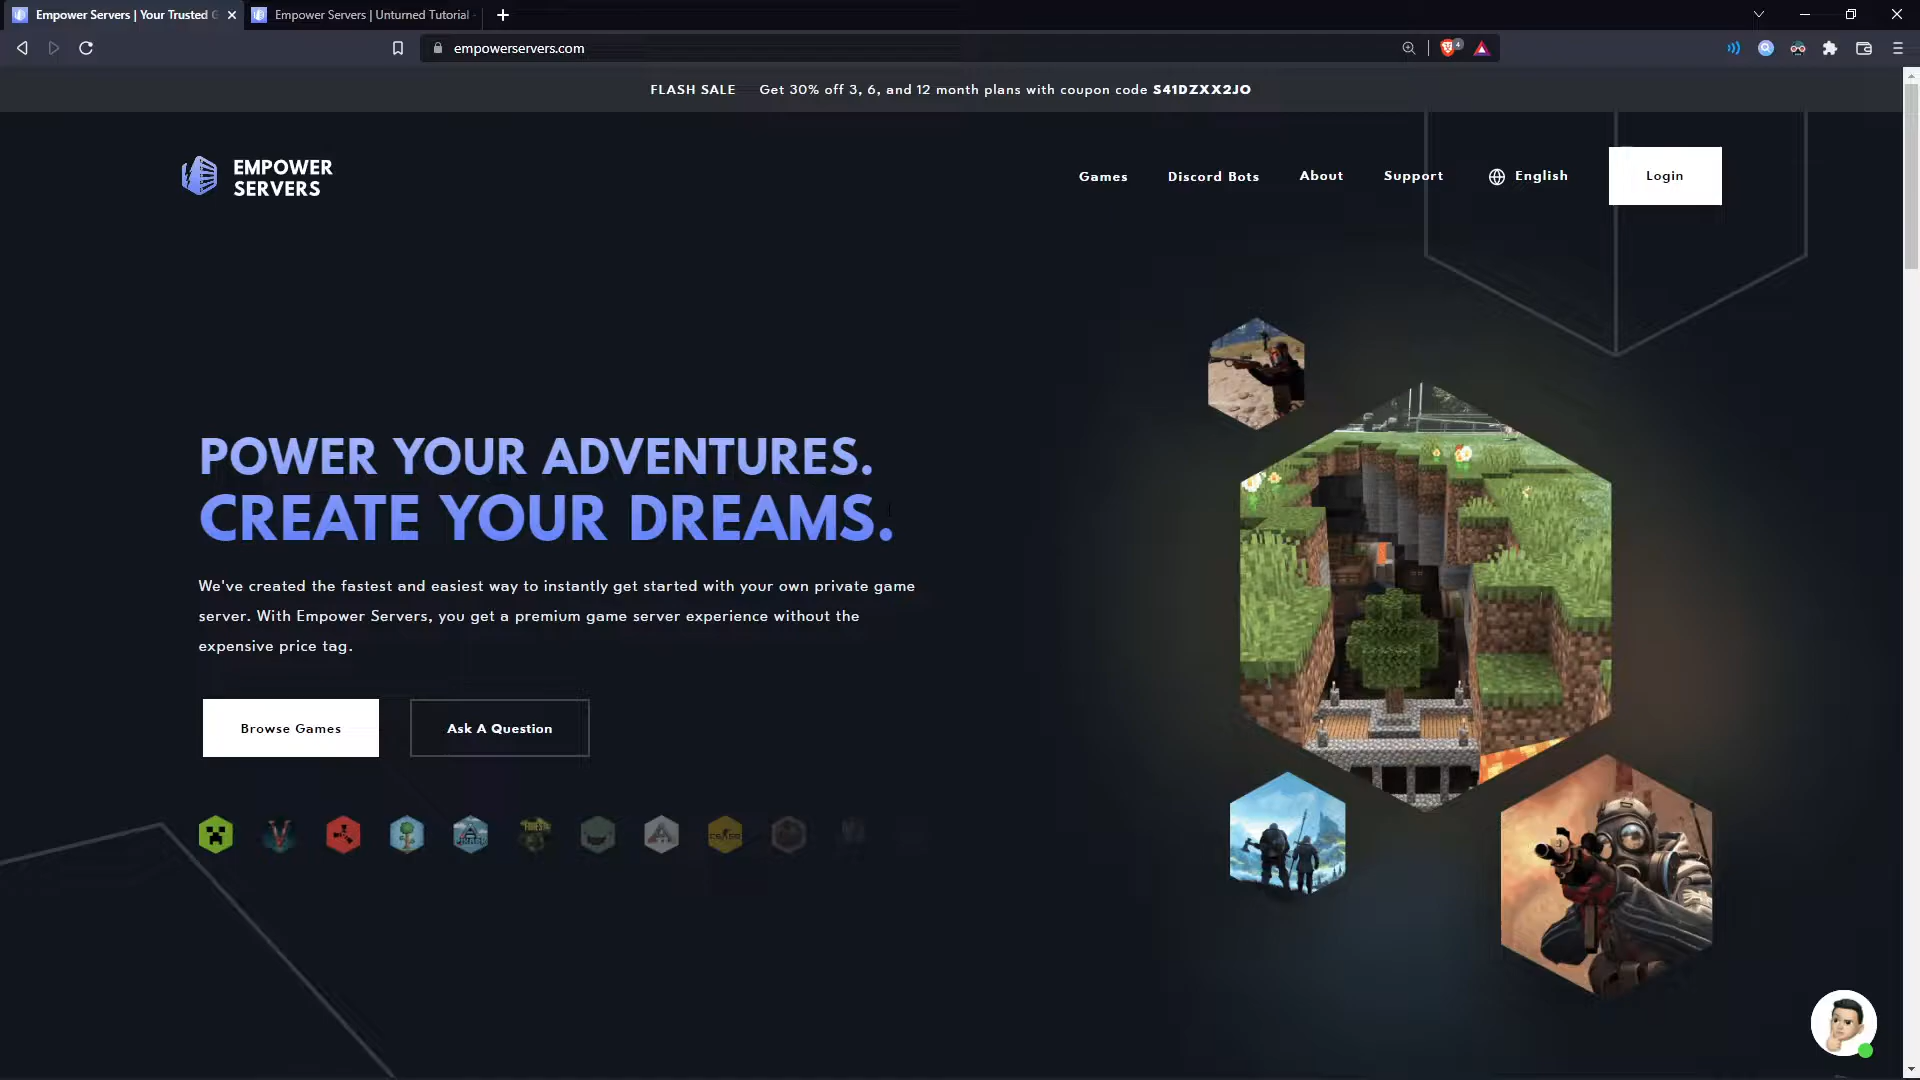 Empower Servers | Your Trusted G
Empower Servers | Unturned Tutorial
empowerservers.com
4
FLASH SALE Get 30% off 3, 6, and 12 month plans with coupon code S41DZXX2JO
EMPOWER
SERVERS
Games
Discord Bots
About
Support
English
Login
POWER YOUR ADVENTURES.
CREATE YOUR DREAMS.
We've created the fastest and easiest way to instantly get started with your own private game
server. With Empower Servers, you get a premium game server experience without the
expensive price tag.
Browse Games
Ask A Question